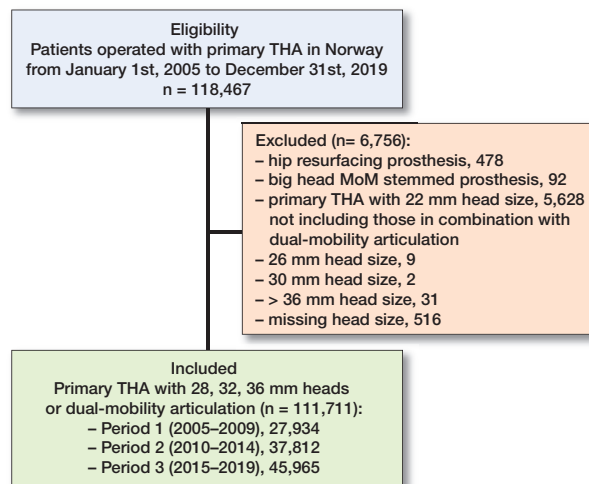 Eligibility
Patients operated with primary THA in Norway
from January 1st, 2005 to December 31st, 2019
n = 118,467
Excluded (n= 6,756):
– hip resurfacing prosthesis, 478
– big head MoM stemmed prosthesis, 92
– primary THA with 22 mm head size, 5,628
not including those in combination with
dual-mobility articulation
– 26 mm head size, 9
– 30 mm head size, 2
– > 36 mm head size, 31
– missing head size, 516
Included
Primary THA with 28, 32, 36 mm heads
or dual-mobility articulation (n = 111,711):
– Period 1 (2005–2009), 27,934
– Period 2 (2010–2014), 37,812
– Period 3 (2015–2019), 45,965